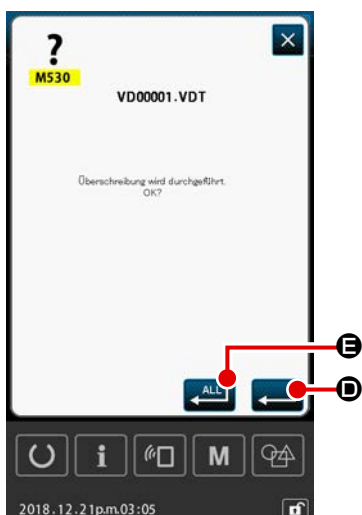 ?
M530
VD00001.VDT
Überschreibung wird durchgeführt.
OK?
E
ALL
D
i
M
2018.12.21p.m.03:05